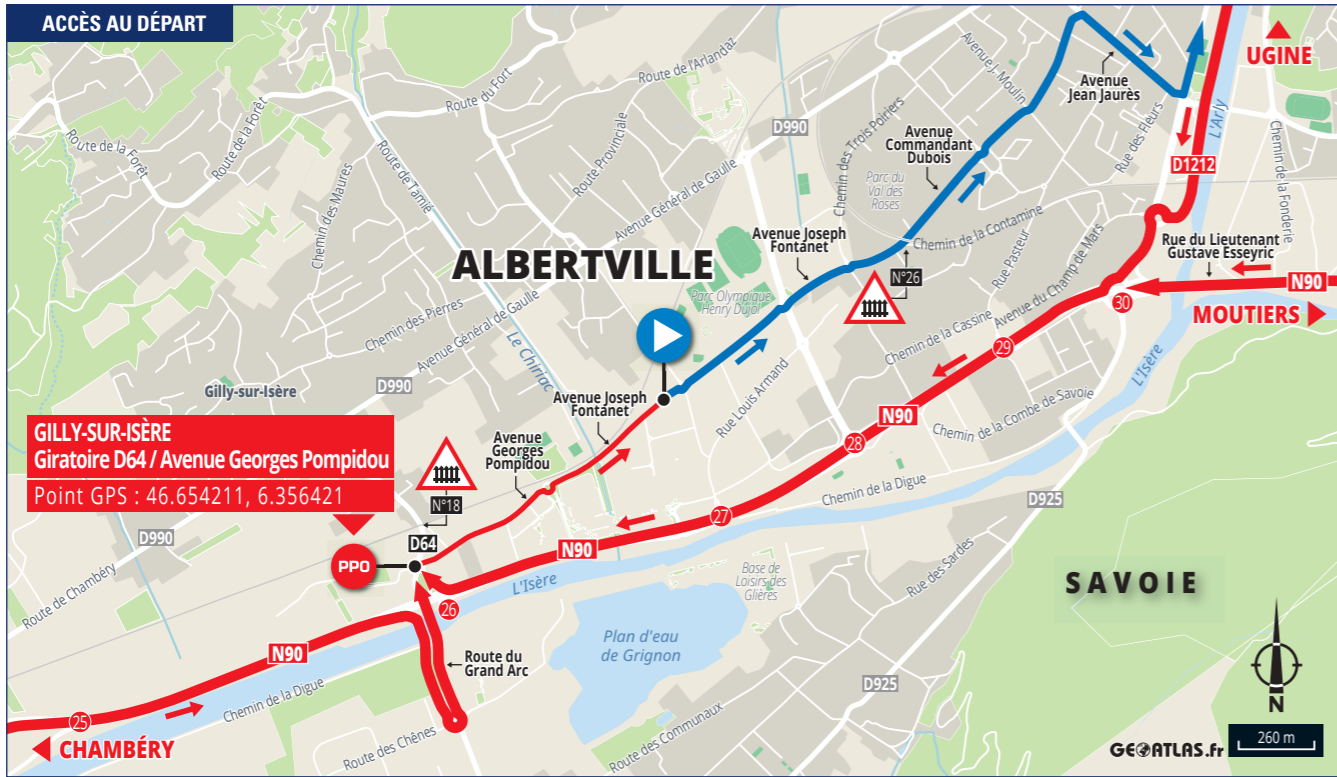 ACCÈS AU DÉPART
UGINE
Avenue J. Moulin
Route de l'Arlandaz
Avenue
Jean Jaurès
Route du Fort
L'Arly
D990
Chemin des Trois Poiriers
Avenue
Commandant
Dubois
Rue des Fleurs
Route de la Forêt
Route de la Forêt
Route de Tamié
Route Provinciale
D1212
Chemin de la Fonderie
Parc du
Val des
Roses
Chemin des Maures
Avenue Général de Gaulle
Avenue Joseph
Fontanet
Chemin de la Contamine
Rue Pasteur
Avenue du Champ de Mars
Rue du Lieutenant
Gustave Esseyric
ALBERTVILLE
N°26
N90
30
MOUTIERS
Parc Olympique
Henry Dujol
Chemin des Pierres
Avenue Général de Gaulle
Le Chiriac
Chemin de la Cassine
29
L'Isère
D990
Gilly-sur-Isère
Avenue Joseph
Fontanet
Rue Louis Armand
N90
Chemin de la Combe de Savoie
28
GILLY-SUR-ISÈRE
Giratoire D64 / Avenue Georges Pompidou
Point GPS : 46.654211, 6.356421
Avenue
Georges
Pompidou
N°18
Chemin de la Digue
D925
27
D990
D64
N90
PPO
L'Isère
Base de
Loisirs des
Glières
Rue des Sardes
SAVOIE
Route de Chambéry
26
N90
Plan d'eau
de Grignon
Route du
Grand Arc
D925
Chemin de la Digue
25
N
CHAMBÉRY
Route des Chênes
Route des Communaux
GEOATLAS.fr
260 m